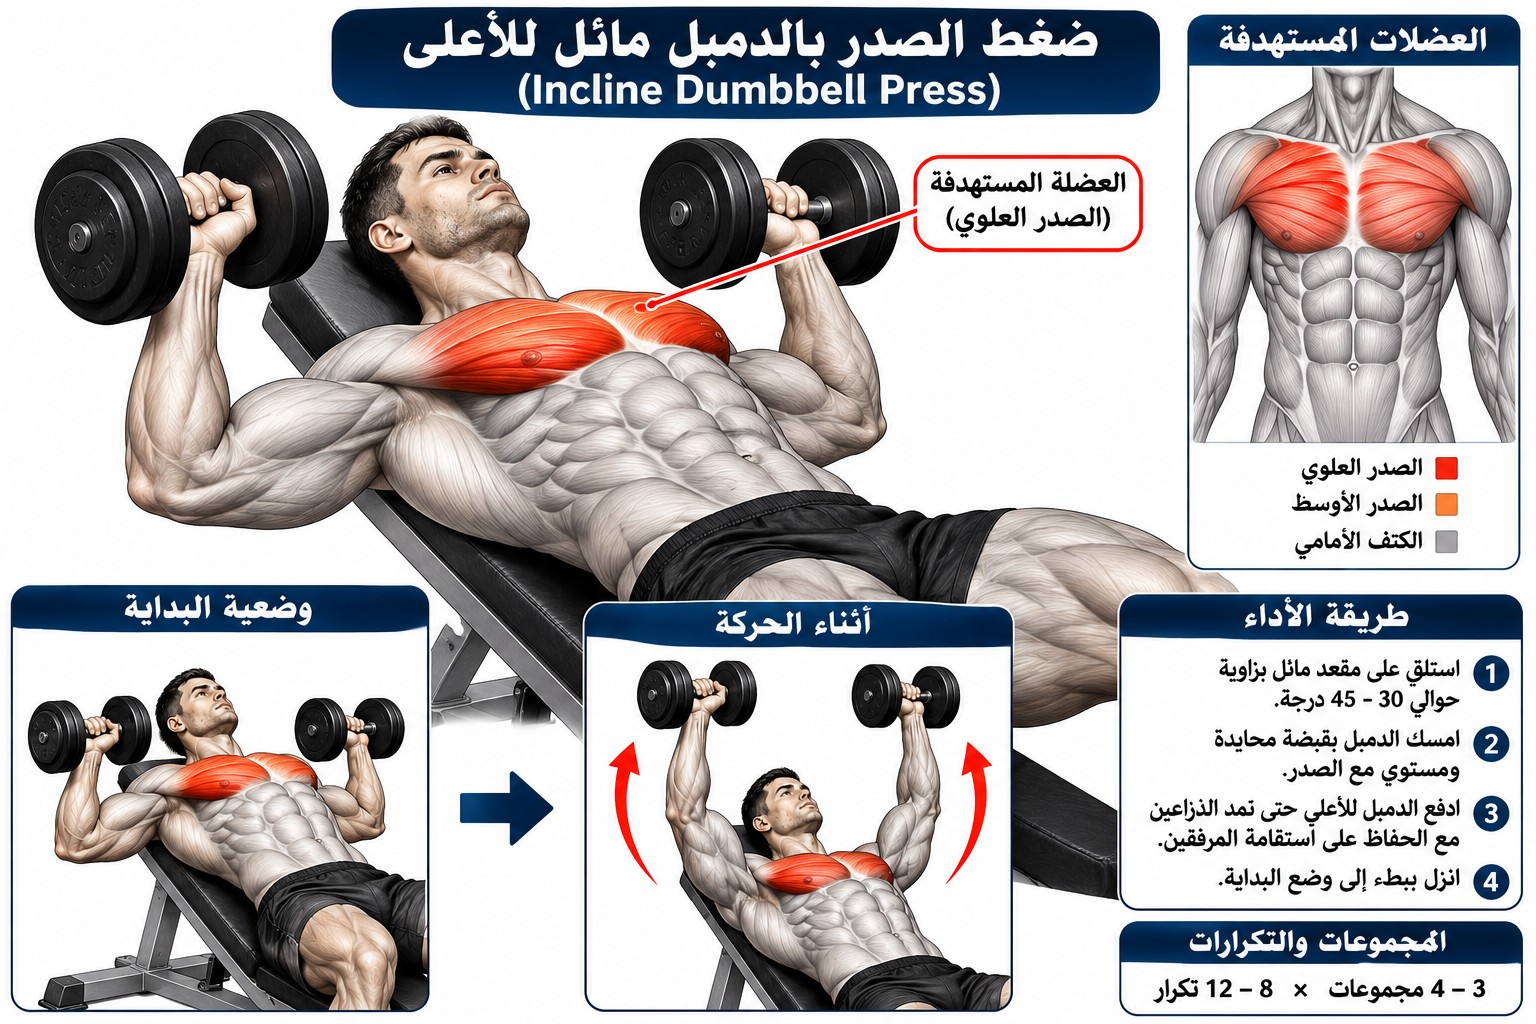 ضغط الصدر بالدمبل مائل للأعلى
(Incline Dumbbell Press)
العضلات المستهدفة
العضلة المستهدفة
(الصدر العلوي)
الصدر العلوي
الصدر الأوسظ
الكتف الأمامي
وضعية البداية
أثناء الحركة
طريقة الأداء
1 استلقِ على مقعد مائل بزاوية
حوالي 30 - 45 درجة.
2 امسك الدمبل بقبضة محايدة
ومستوي مع الصدر.
3 ادفع الدمبل للأعلي حتى تمد الذزاعين
مع الحفاظ على استقامة المرفقين.
4 انزل ببطء إلى وضع البداية.
المجموعات والتكرارات
3 – 4 مجموعات × 8 – 12 تكرار